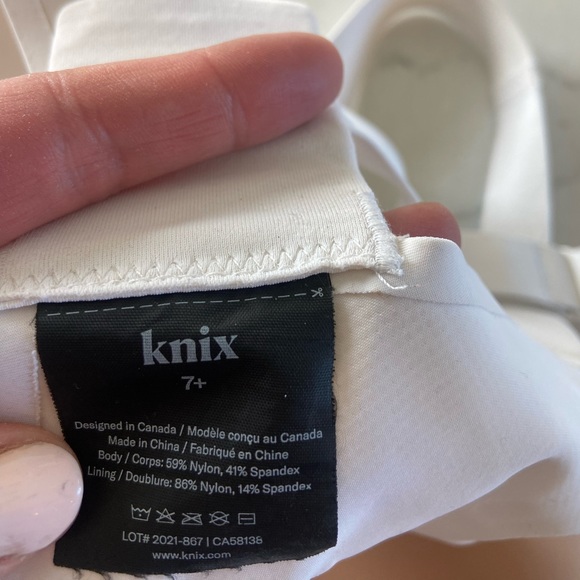 knix
7+
Designed in Canada / Modèle conçu au Canada
Made in China / Fabriqué en Chine
Body / Corps: 59% Nylon, 41% Spandex
Lining / Doublure: 86% Nylon, 14% Spandex
LOT# 2021-867 | CA58138
www.knix.com